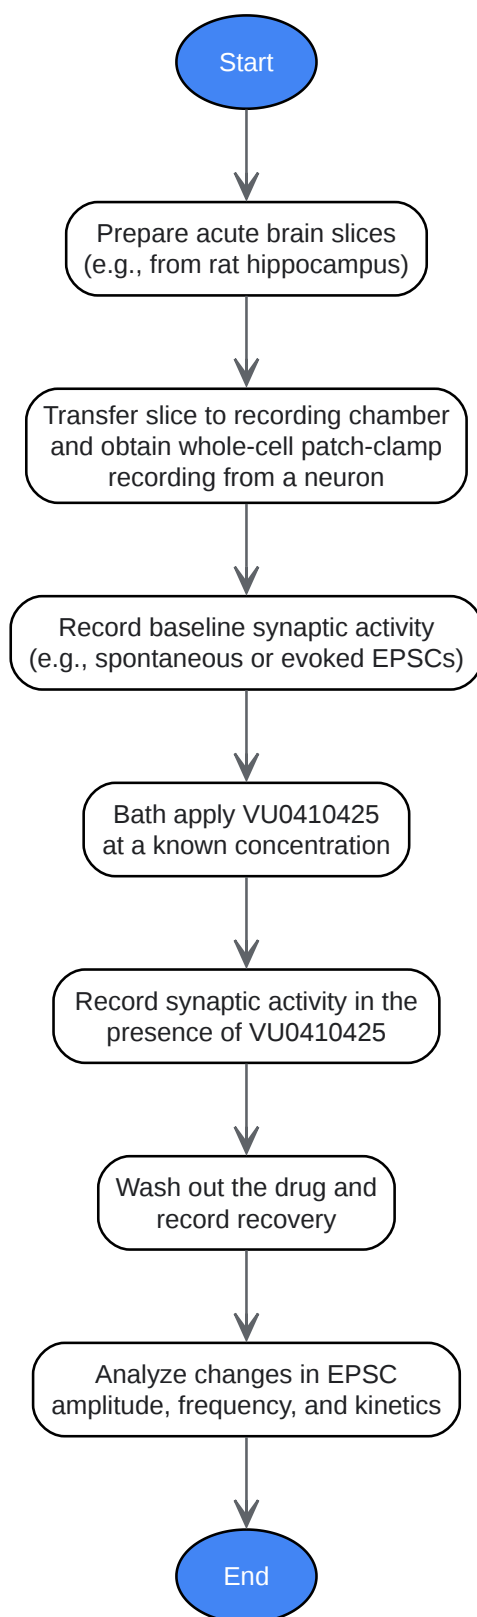 Start
Prepare acute brain slices
(e.g., from rat hippocampus)
Transfer slice to recording chamber
and obtain whole-cell patch-clamp
recording from a neuron
Record baseline synaptic activity
(e.g., spontaneous or evoked EPSCs)
Bath apply VU0410425
at a known concentration
Record synaptic activity in the
presence of VU0410425
Wash out the drug and
record recovery
Analyze changes in EPSC
amplitude, frequency, and kinetics
End